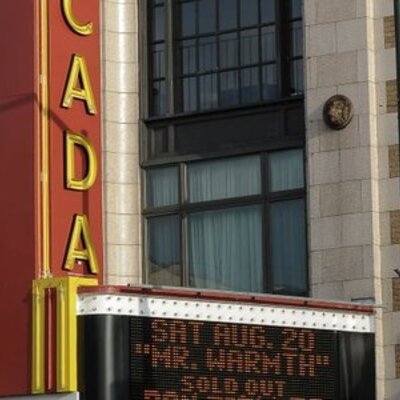 CADA
SAT AUG. 20
"MR. WARMTH"
SOLD OUT